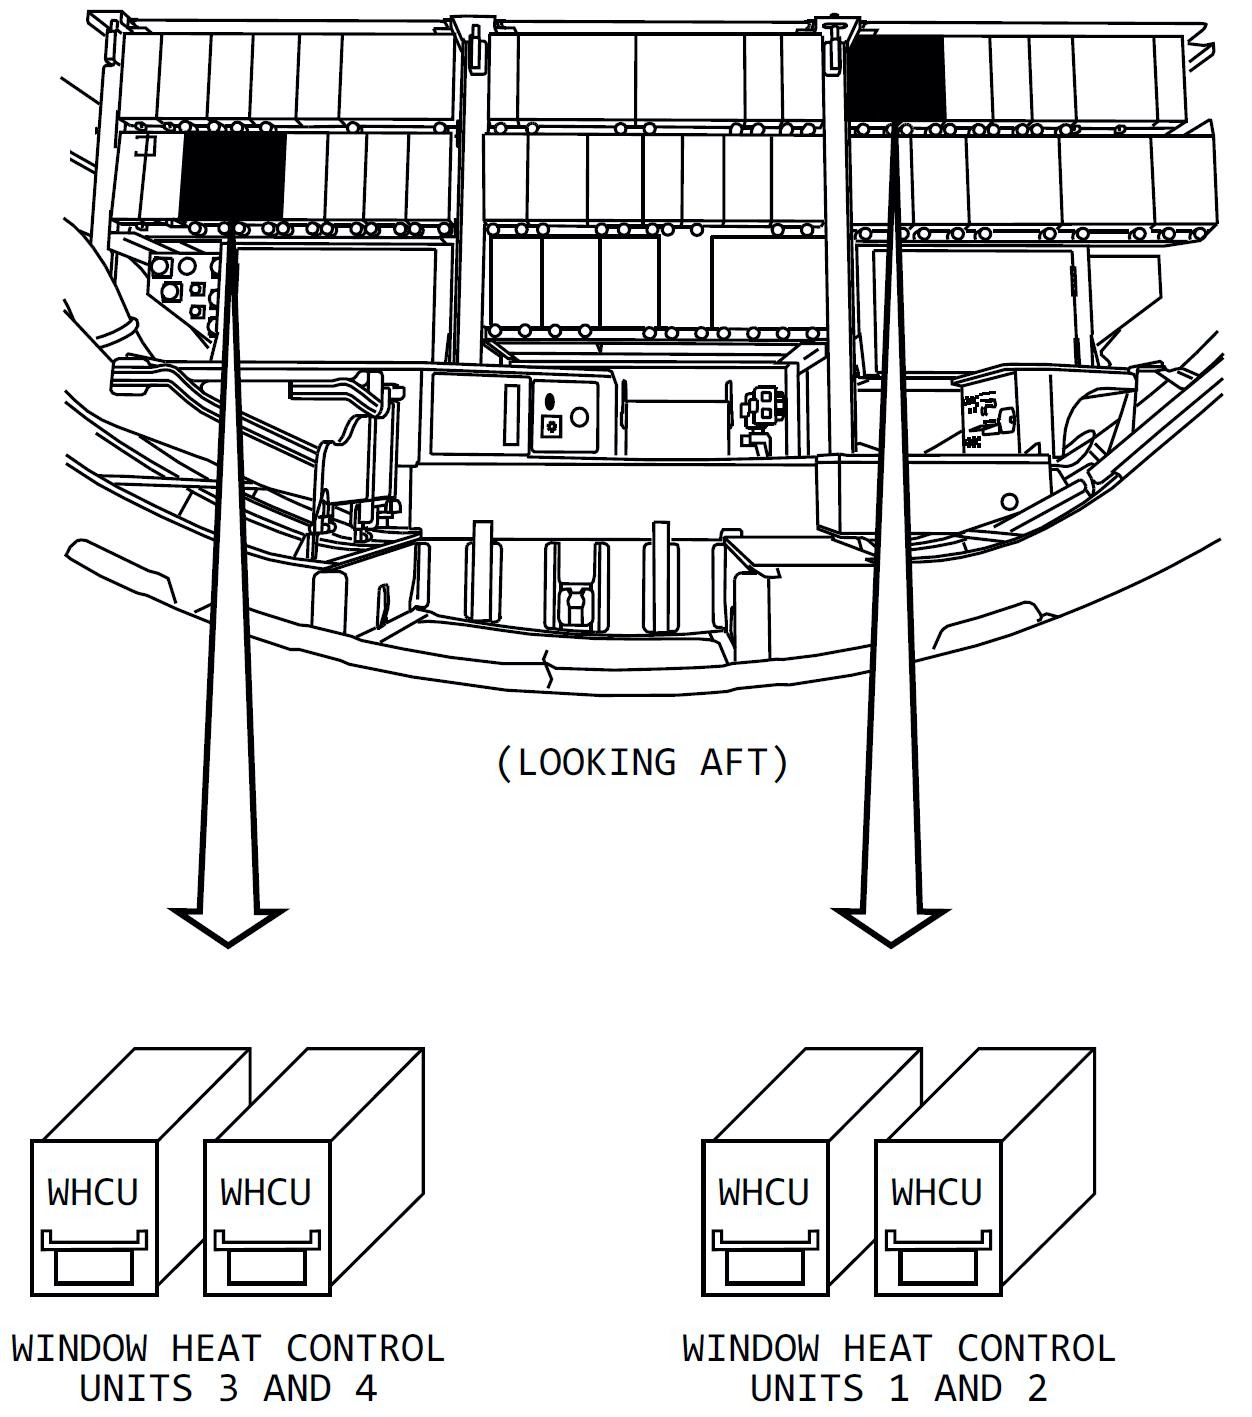 (LOOKING AFT)
WHCU
WHCU
WHCU
WHCU
WINDOW HEAT CONTROL
UNITS 3 AND 4
WINDOW HEAT CONTROL
UNITS 1 AND 2